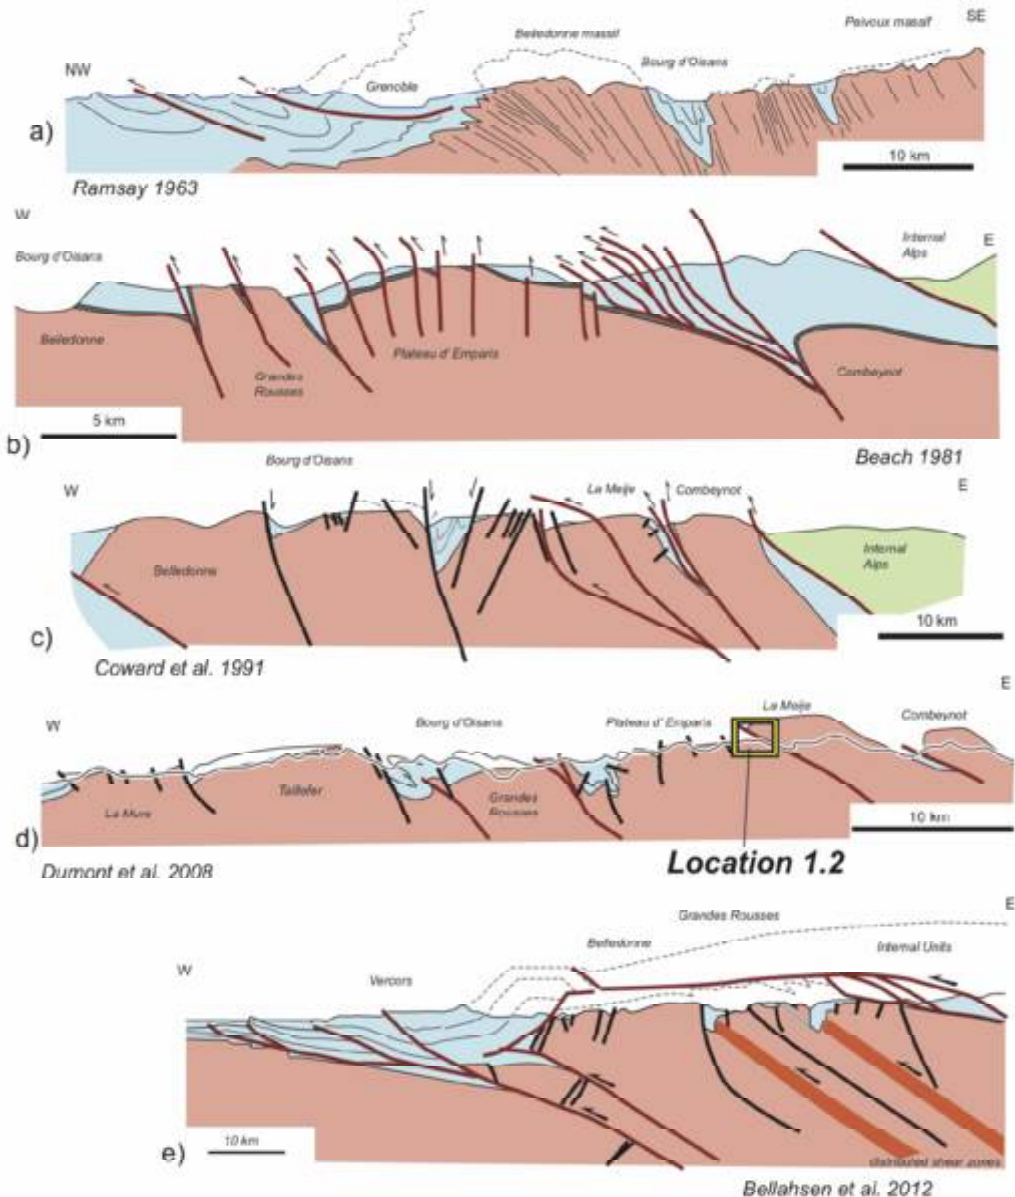 SE
Pelvoux massif
Belledonne massif
Bourg d'Oisans
NW
Grenoble
a)
10 km
Ramsay 1963
W
Internal
Alps
E
Bourg d'Oisans
Belledonne
Plateau d' Emparis
Grandes
Rousses
Combeynot
5 km
b)
Beach 1981
Bourg d'Oisans
W
La Meije
Combeynot
E
Belledonne
Internal
Alps
10 km
c)
Coward et al. 1991
E
La Meije
W
Bourg d'Oisans
Plateau d' Emparis
Combeynot
Taillefer
Grandes
Rousses
La Mure
10 km
d)
Dumont et al. 2008
Location 1.2
E
Grandes Rousses
Belledonne
Internal Units
W
Vercors
10 km
e)
distributed shear zones
Bellahsen et al. 2012